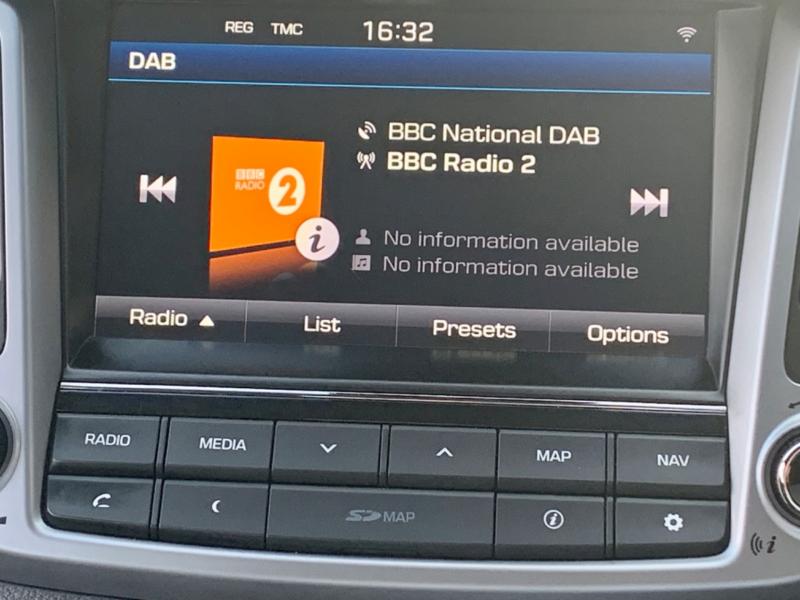 REG TMC 16:32
DAB
BBC National DAB
BBC Radio 2
BBC
RADIO 2
i
No information available
No information available
Radio List Presets Options
RADIO MEDIA MAP NAV
SD MAP i
i